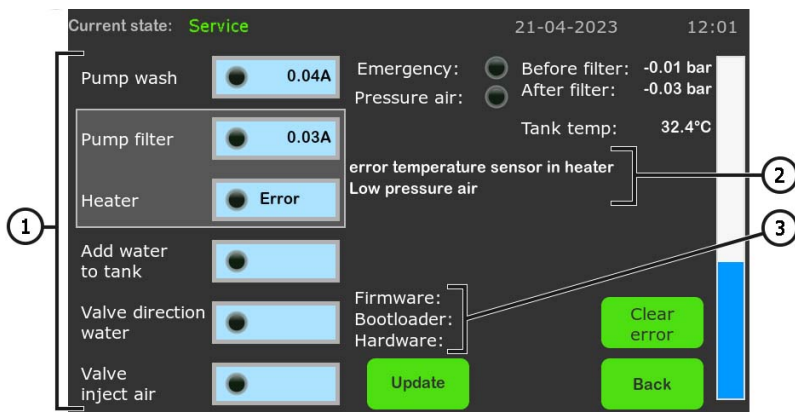 Current state: Service 21-04-2023 12:01
Pump wash 0.04A
Emergency: Before filter: -0.01 bar
Pressure air: After filter: -0.03 bar
Pump filter 0.03A
Tank temp: 32.4°C
error temperature sensor in heater
Low pressure air
Heater Error
Add water
to tank
Valve direction
water
Firmware:
Bootloader:
Hardware:
Clear
error
Valve
inject air
Update
Back
1
2
3